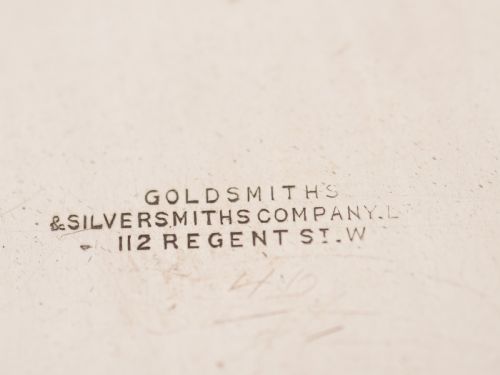 GOLDSMITHS
& SILVERSMITHS COMPANY. L
112 REGENT ST. W